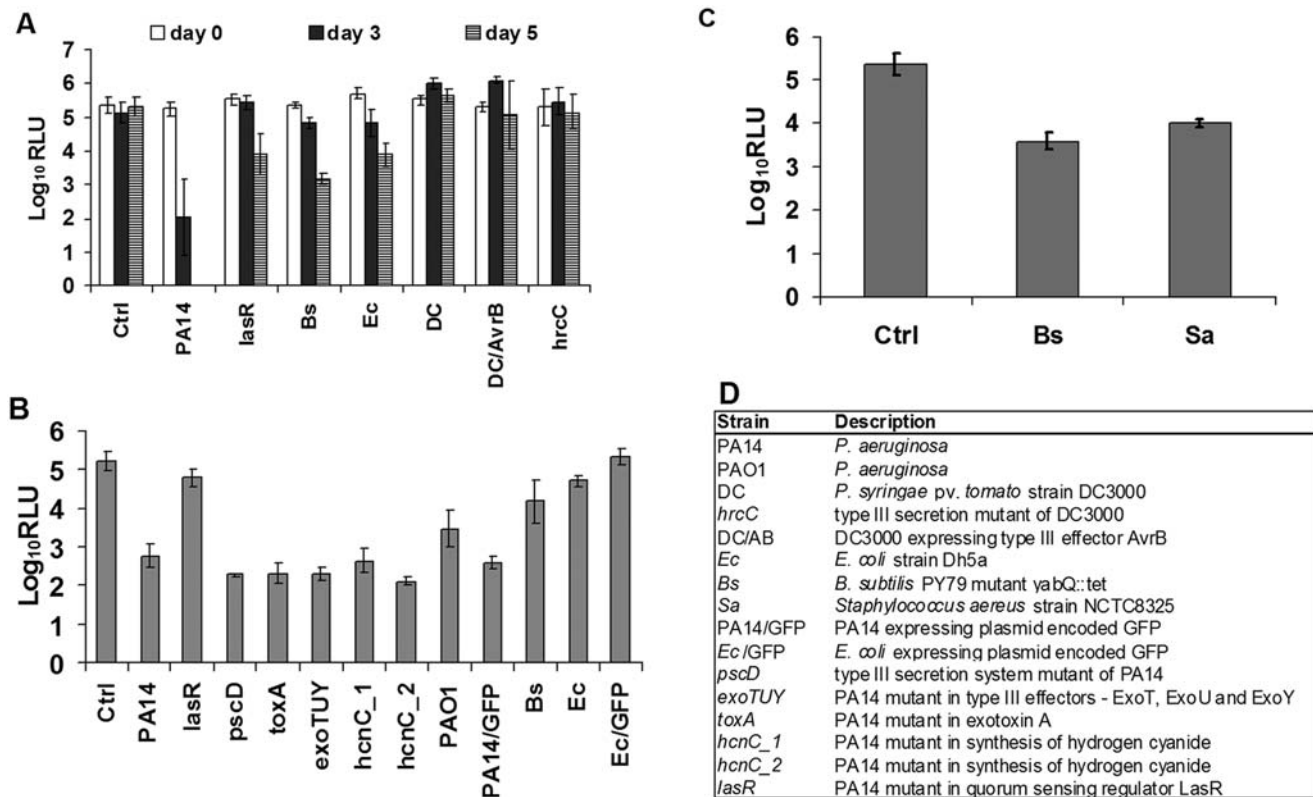 A
day 0 day 3 day 5
Log10 RLU
7
6
5
4
3
2
1
0
Ctrl PA14 lasR Bs Ec DC DC/AvrB hrcC
B
Log10RLU
6
5
4
3
2
1
0
Ctrl PA14 lasR pscD toxA exoTUY hcnC_1 hcnC_2 PAO1 PA14/GFP Bs Ec Ec/GFP
C
Log10RLU
6
5
4
3
2
1
0
Ctrl Bs Sa
D
Strain Description
PA14 P. aeruginosa
PAO1 P. aeruginosa
DC P. syringae pv. tomato strain DC3000
hrcC type III secretion mutant of DC3000
DC/AB DC3000 expressing type III effector AvrB
Ec E. coli strain Dh5a
Bs B. subtilis PY79 mutant yabQ::tet
Sa Staphylococcus aereus strain NCTC8325
PA14/GFP PA14 expressing plasmid encoded GFP
Ec/GFP E. coli expressing plasmid encoded GFP
pscD type III secretion system mutant of PA14
exoTUY PA14 mutant in type III effectors - ExoT, ExoU and ExoY
toxA PA14 mutant in exotoxin A
hcnC_1 PA14 mutant in synthesis of hydrogen cyanide
hcnC_2 PA14 mutant in synthesis of hydrogen cyanide
lasR PA14 mutant in quorum sensing regulator LasR